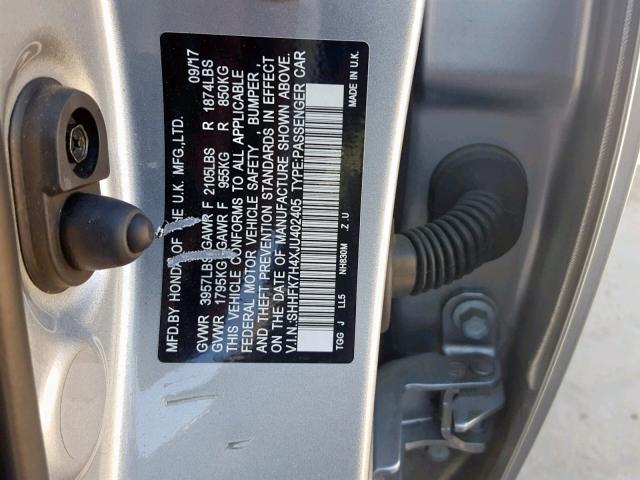 MFD.BY HONDA OF THE U.K. MFG.,LTD. 09/17
GVWR 3957LBS GAWR F 2105LBS R 1874LBS
GVWR 1795KG GAWR F 955KG R 850KG
THIS VEHICLE CONFORMS TO ALL APPLICABLE
FEDERAL MOTOR VEHICLE SAFETY , BUMPER,
AND THEFT PREVENTION STANDARDS IN EFFECT
ON THE DATE OF MANUFACTURE SHOWN ABOVE.
V.I.N.:SHHFK7H4XJU402405 TYPE:PASSENGER CAR
TGG J LL5 NH830M .Z .U MADE IN U.K.